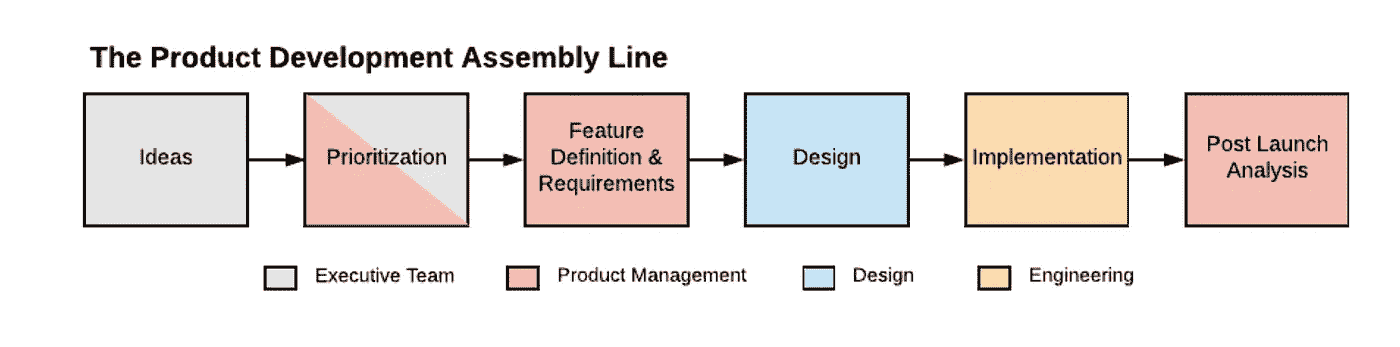 The Product Development Assembly Line
Ideas
Prioritization
Feature
Definition &
Requirements
Design
Implementation
Post Launch
Analysis
Executive Team
Product Management
Design
Engineering